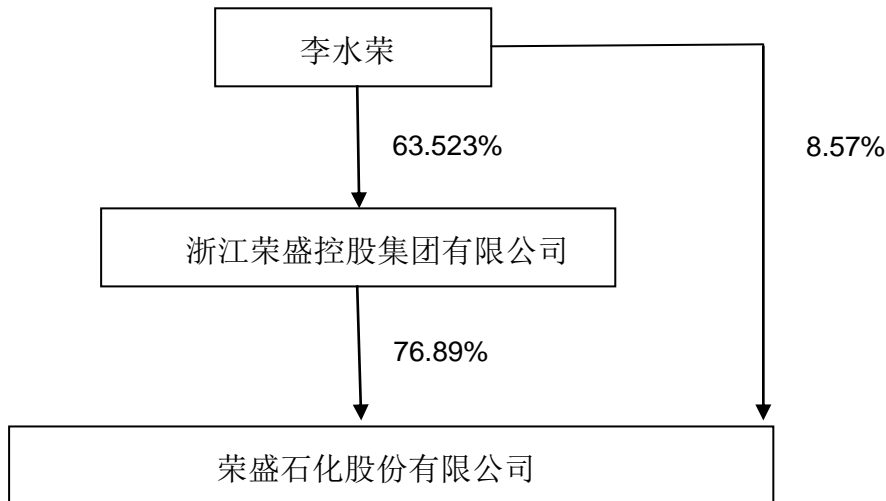 李水荣
63.523%
8.57%
浙江荣盛控股集团有限公司
76.89%
荣盛石化股份有限公司